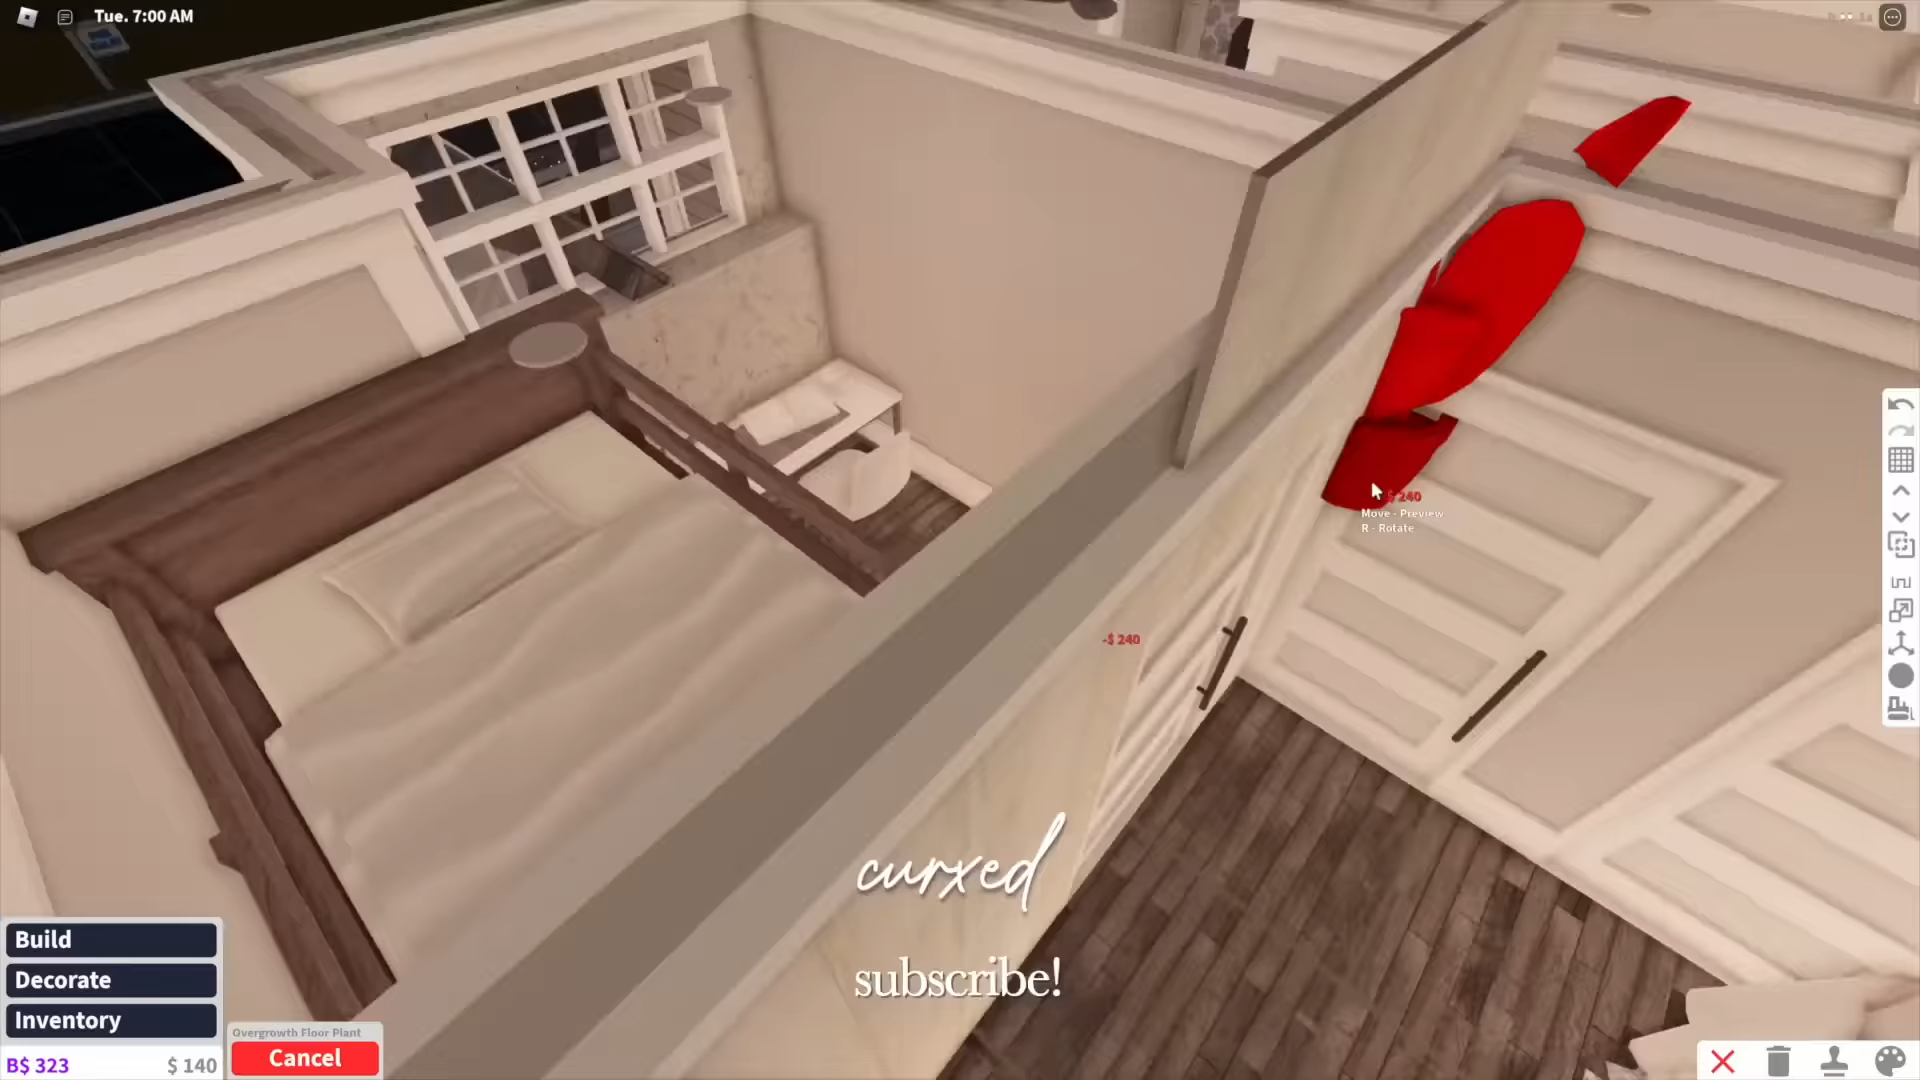 Tue. 7:00 AM
$ 240
Move - Preview
R - Rotate
-$ 240
curxed
subscribe!
Build
Decorate
Inventory
Overgrowth Floor Plant
Cancel
B$ 323
$ 140